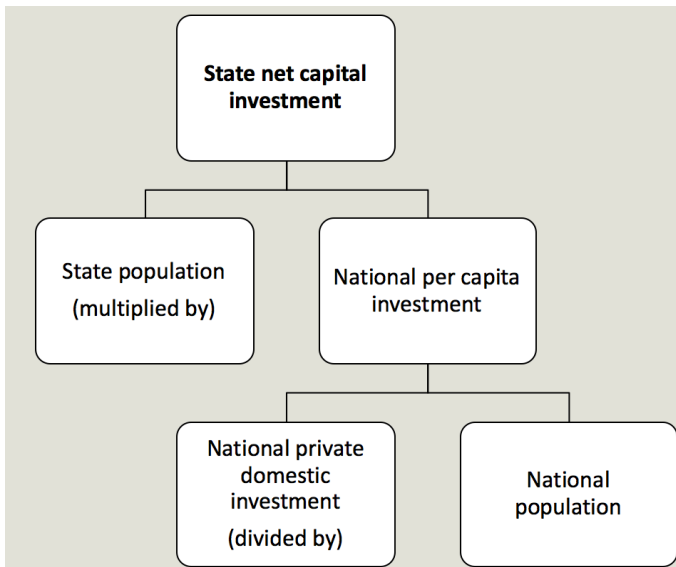 State net capital
investment
State population
(multiplied by)
National per capita
investment
National private
domestic
investment
(divided by)
National
population